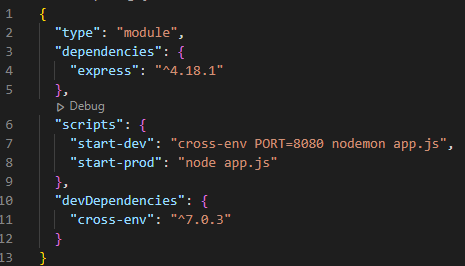 1 {
2 "type": "module",
3 "dependencies": {
4 "express": "^4.18.1"
5 },
Debug
6 "scripts": {
7 "start-dev": "cross-env PORT=8080 nodemon app.js",
8 "start-prod": "node app.js"
9 },
10 "devDependencies": {
11 "cross-env": "^7.0.3"
12 }
13 }